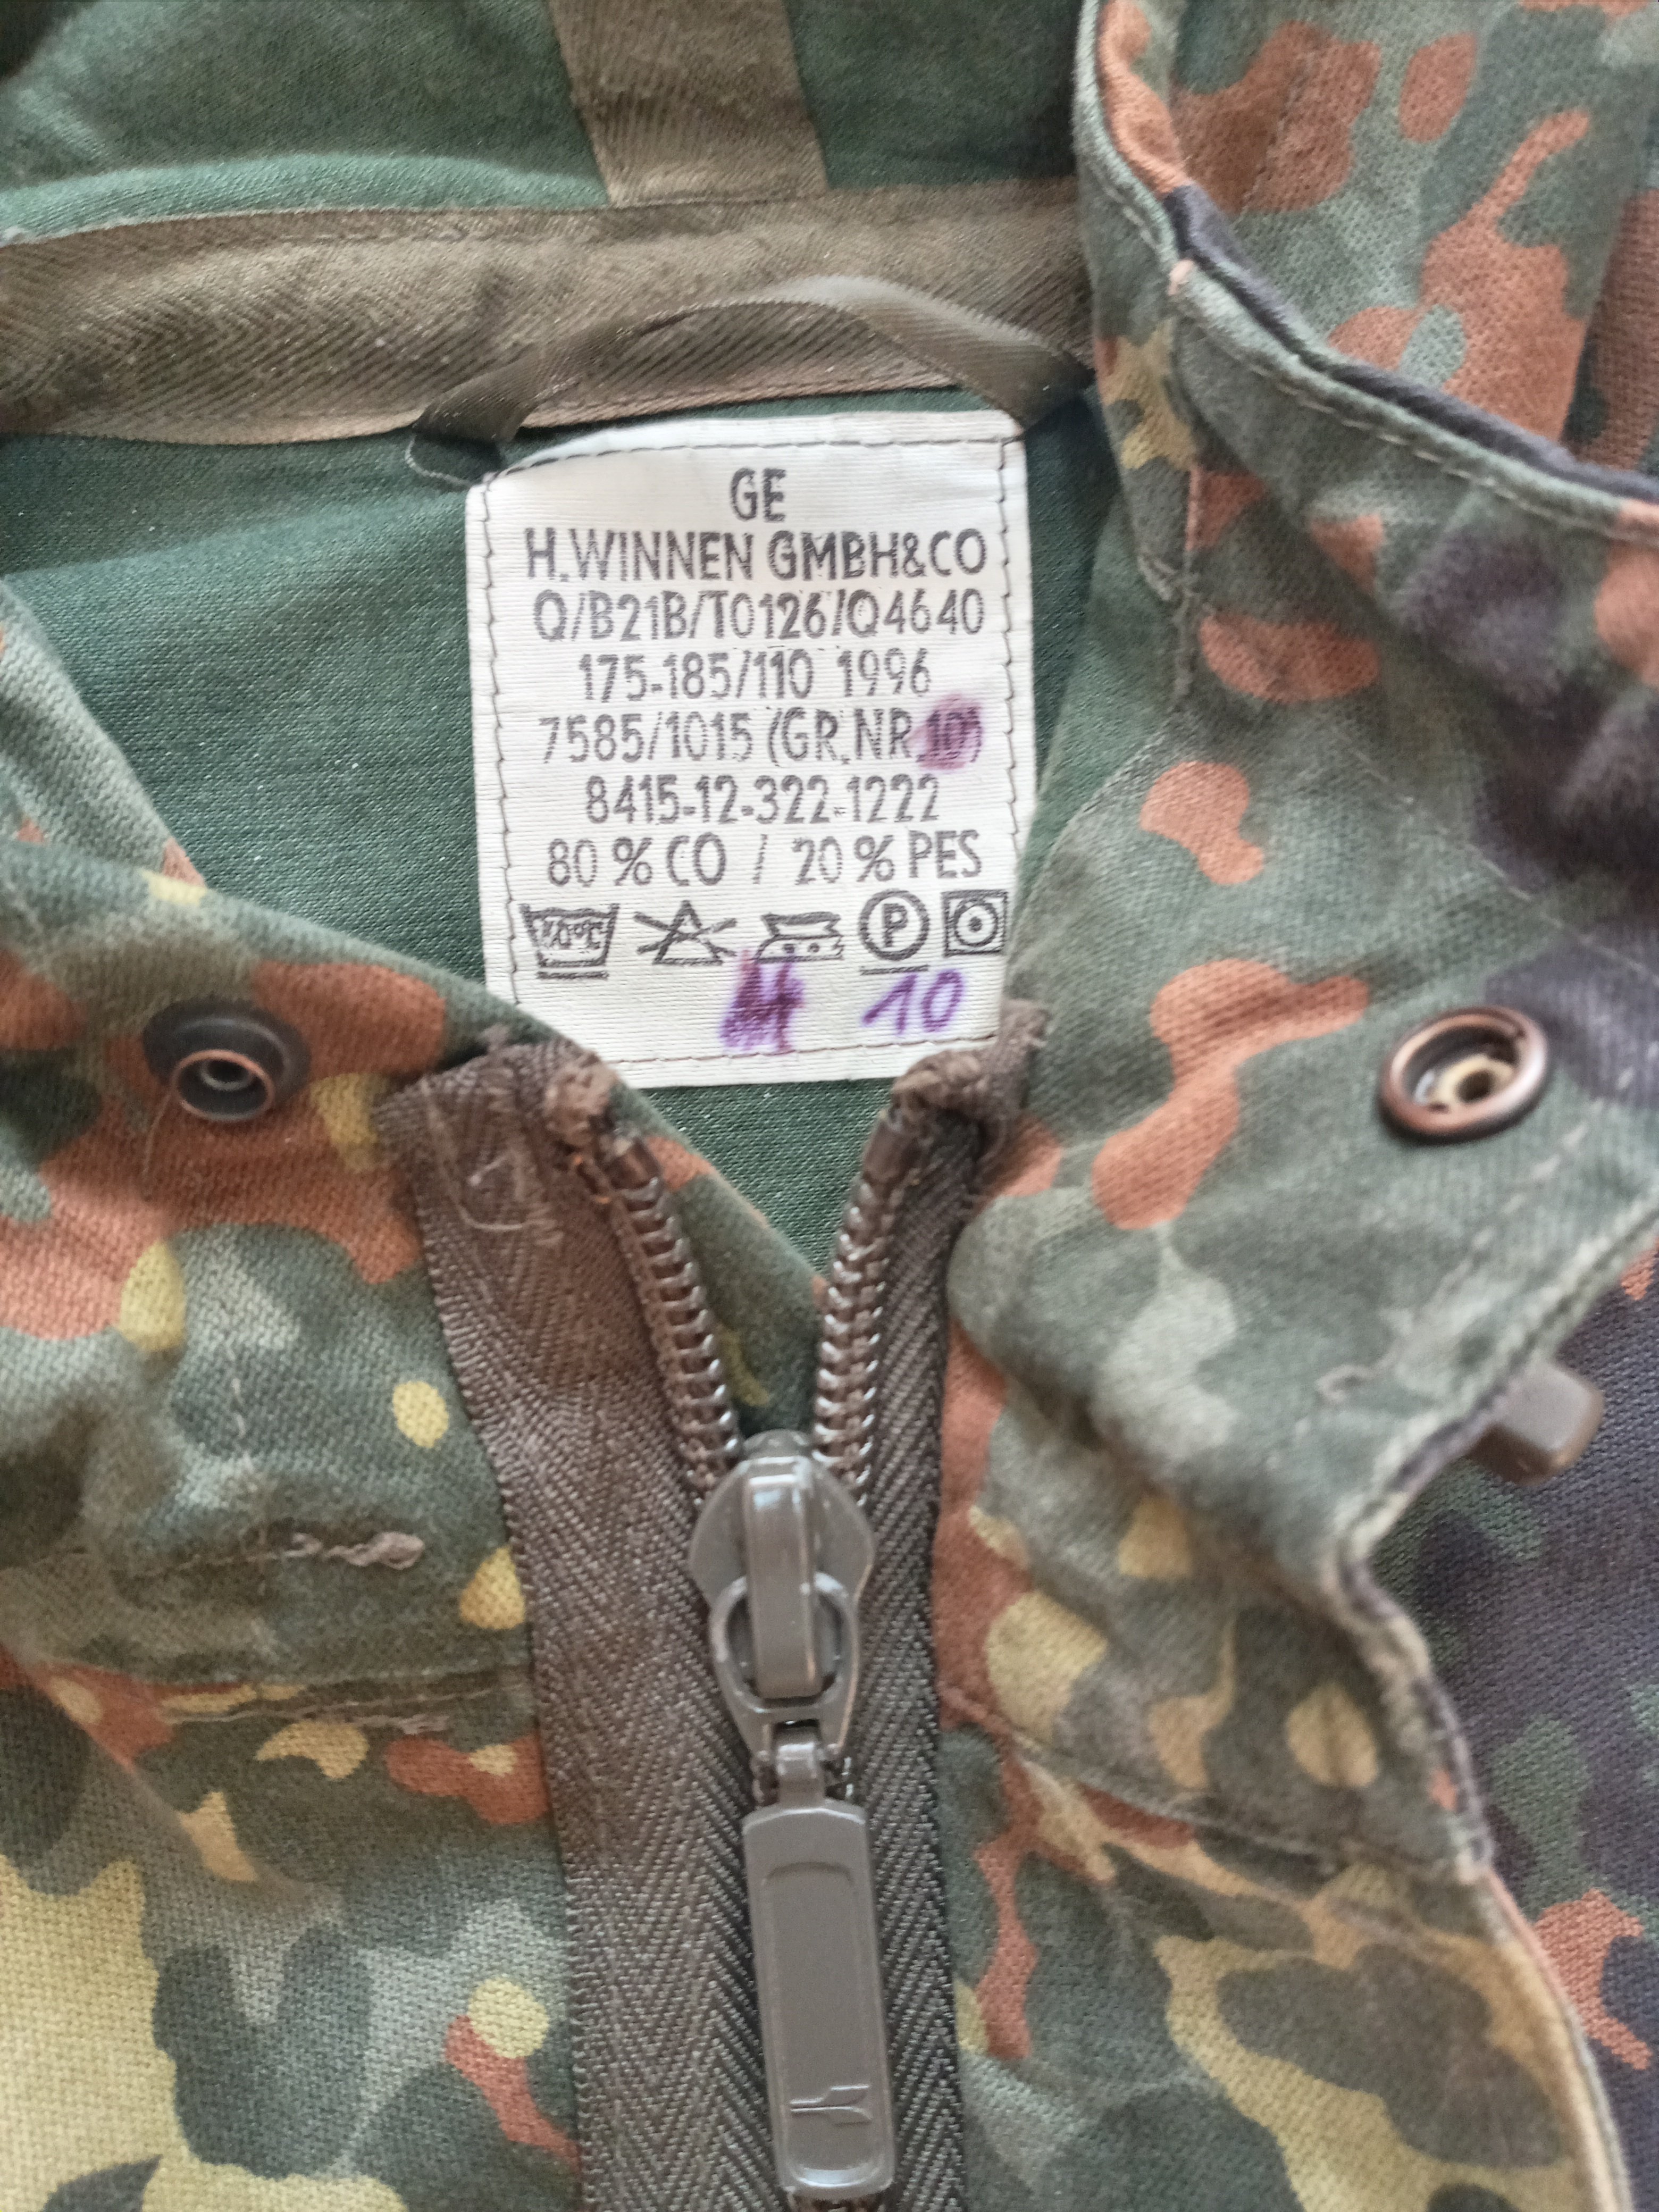 GE
H.WINNEN GMBH&CO
Q/B21B/T0126/Q4640
175-185/110 1996
7585/1015 (GR.NR.10)
8415-12-322-1222
80 % CO / 20 % PES
P
10